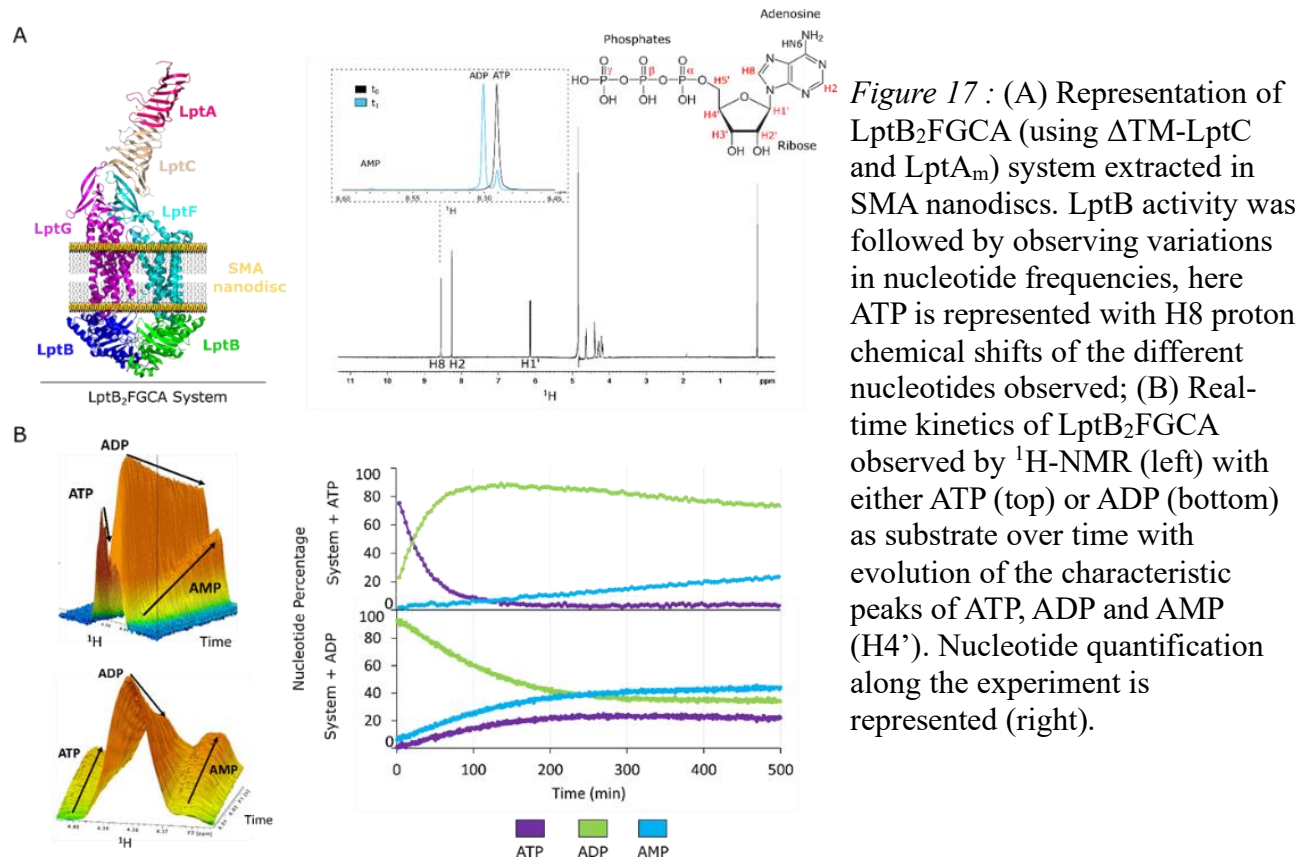 A
LptA
LptC
LptF
LptG
SMA
nanodisc
LptB
LptB
LptB₂FGCA System
ADP
ATP
t₀
t₁
AMP
8.60
8.55
8.50
8.45
¹H
Phosphates
Adenosine
NH₂
HN6
N
N
N
N
H8
H2
O
O
O
HO
P
O
P
O
P
O
γ
β
α
OH
OH
OH
H5'
O
H4'
H1'
H3'
H2'
OH
OH
Ribose
H8
H2
H1'
11
10
9
8
7
6
5
4
3
2
1
ppm
¹H
B
ADP
ATP
AMP
¹H
Time
ADP
ATP
AMP
¹H
Time
Nucleotide Percentage
System + ATP
System + ADP
100
80
60
40
20
0
100
80
60
40
20
0
0
100
200
300
400
500
Time (min)
ATP
ADP
AMP
Figure 17 : (A) Representation of
LptB₂FGCA (using ΔTM-LptC
and LptAₘ) system extracted in
SMA nanodiscs. LptB activity was
followed by observing variations
in nucleotide frequencies, here
ATP is represented with H8 proton
chemical shifts of the different
nucleotides observed; (B) Real-
time kinetics of LptB₂FGCA
observed by ¹H-NMR (left) with
either ATP (top) or ADP (bottom)
as substrate over time with
evolution of the characteristic
peaks of ATP, ADP and AMP
(H4’). Nucleotide quantification
along the experiment is
represented (right).